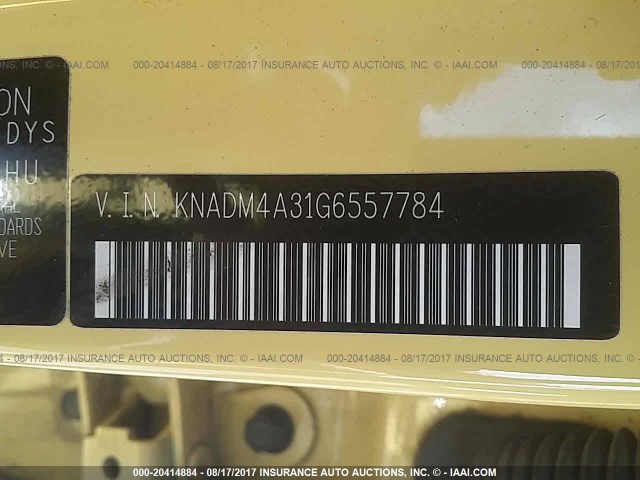 000-20414884 - 08/17/2017 INSURANCE AUTO AUCTIONS, INC. - IAAI.COM
ON
DYS
HU
DARDS
VE
V.I.N. KNADM4A31G6557784
000-20414884 - 08/17/2017 INSURANCE AUTO AUCTIONS, INC. - IAAI.COM
000-20414884 - 08/17/2017 INSURANCE AUTO AUCTIONS, INC. - IAAI.COM